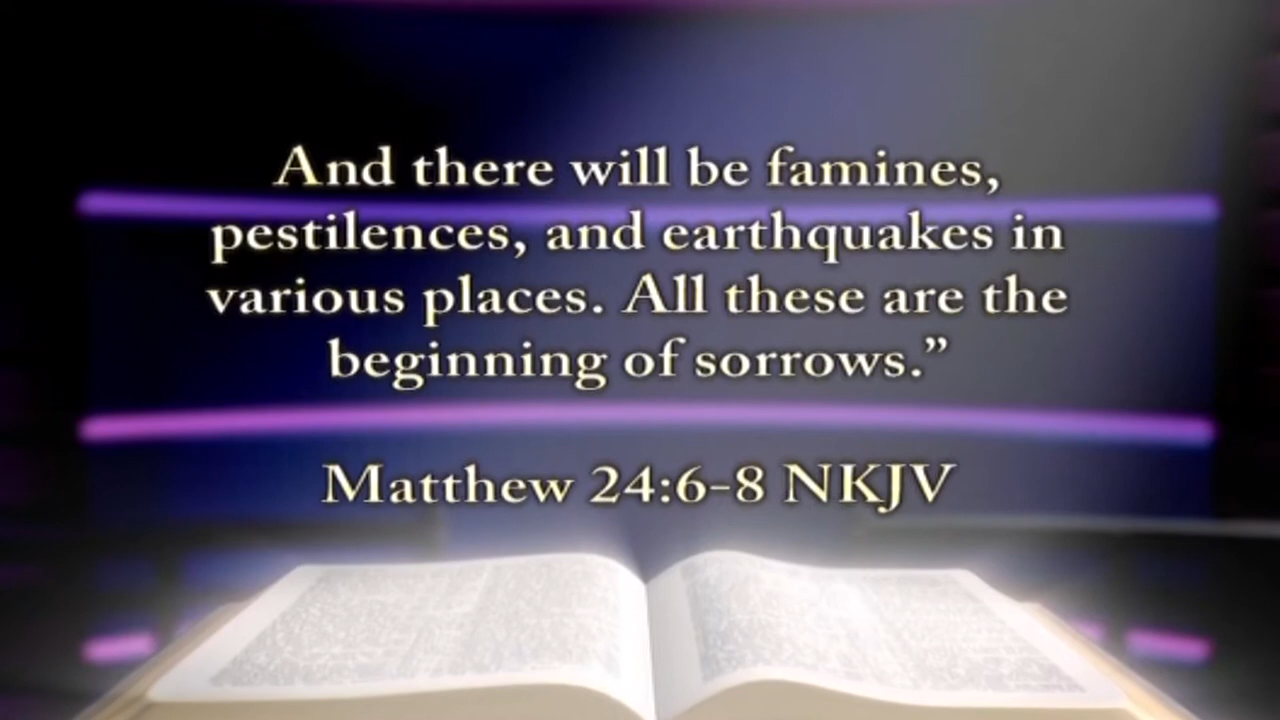 And there will be famines,
pestilences, and earthquakes in
various places. All these are the
beginning of sorrows.”
Matthew 24:6-8 NKJV